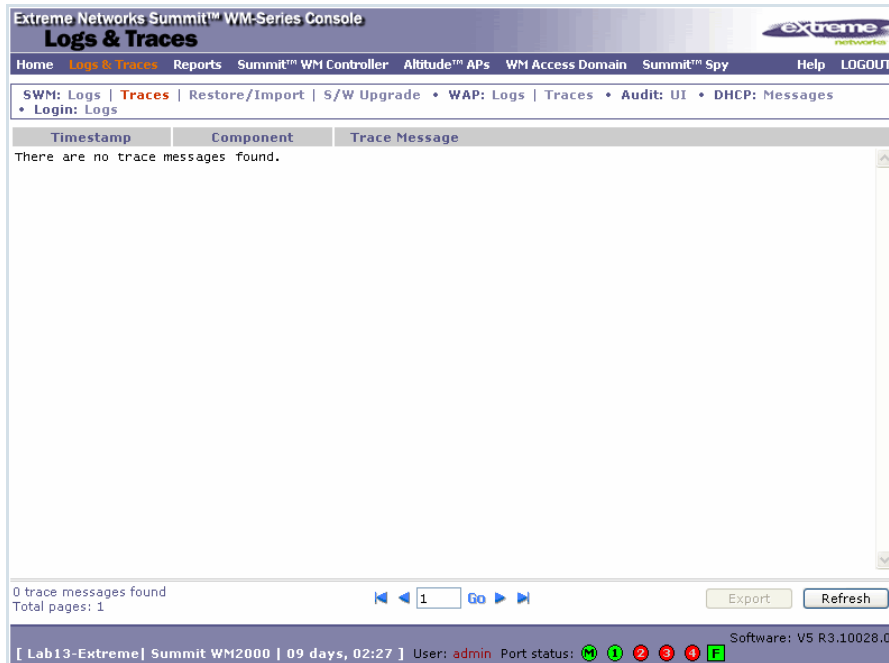 Extreme Networks Summit™ WM-Series Console
Logs & Traces
extreme
networks
Home Logs & Traces Reports Summit™ WM Controller Altitude™ APs WM Access Domain Summit™ Spy Help LOGOUT
SWM: Logs | Traces | Restore/Import | S/W Upgrade • WAP: Logs | Traces • Audit: UI • DHCP: Messages
• Login: Logs
Timestamp Component Trace Message
There are no trace messages found.
0 trace messages found
Total pages: 1
1 Go
Export Refresh
Software: V5 R3.10028.0
[ Lab13-Extreme| Summit WM2000 | 09 days, 02:27 ] User: admin Port status: M 1 2 3 4 F